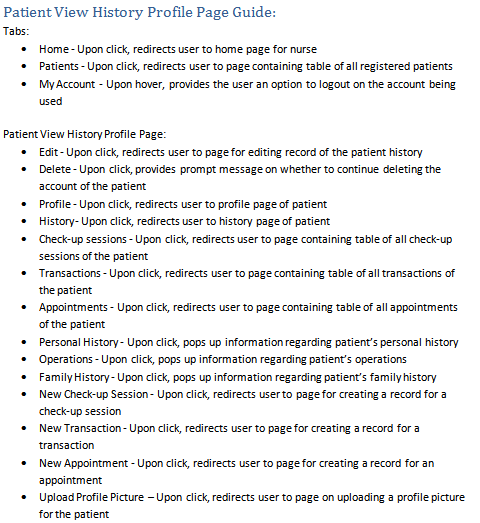 Patient View History Profile Page Guide:
Tabs:
• Home - Upon click, redirects user to home page for nurse
• Patients - Upon click, redirects user to page containing table of all registered patients
• My Account - Upon hover, provides the user an option to logout on the account being
used
Patient View History Profile Page:
• Edit - Upon click, redirects user to page for editing record of the patient history
• Delete - Upon click, provides prompt message on whether to continue deleting the
account of the patient
• Profile - Upon click, redirects user to profile page of patient
• History- Upon click, redirects user to history page of patient
• Check-up sessions - Upon click, redirects user to page containing table of all check-up
sessions of the patient
• Transactions - Upon click, redirects user to page containing table of all transactions of
the patient
• Appointments - Upon click, redirects user to page containing table of all appointments
of the patient
• Personal History - Upon click, pops up information regarding patient's personal history
• Operations - Upon click, pops up information regarding patient's operations
• Family History - Upon click, pops up information regarding patient's family history
• New Check-up Session - Upon click, redirects user to page for creating a record for a
check-up session
• New Transaction - Upon click, redirects user to page for creating a record for a
transaction
• New Appointment - Upon click, redirects user to page for creating a record for an
appointment
• Upload Profile Picture – Upon click, redirects user to page on uploading a profile picture
for the patient